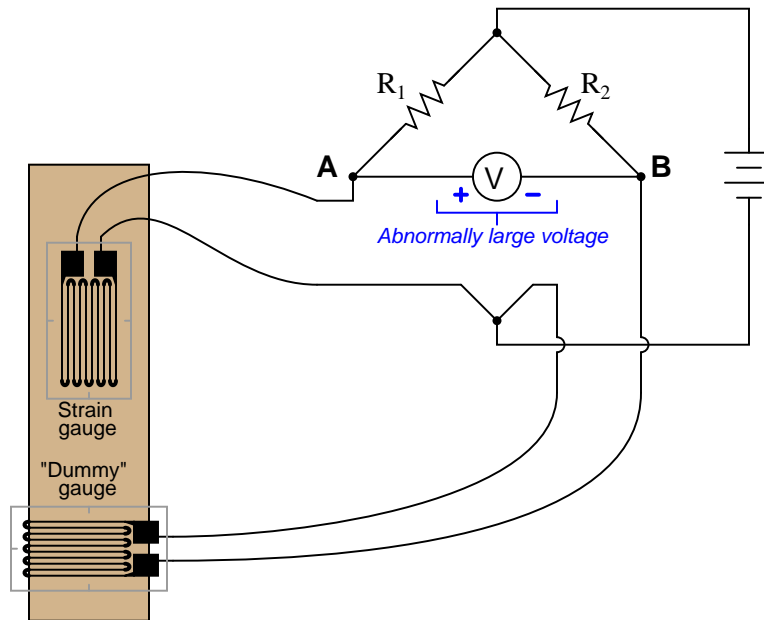 R1
R2
A
B
V
+
−
Abnormally large voltage
Strain
gauge
"Dummy"
gauge